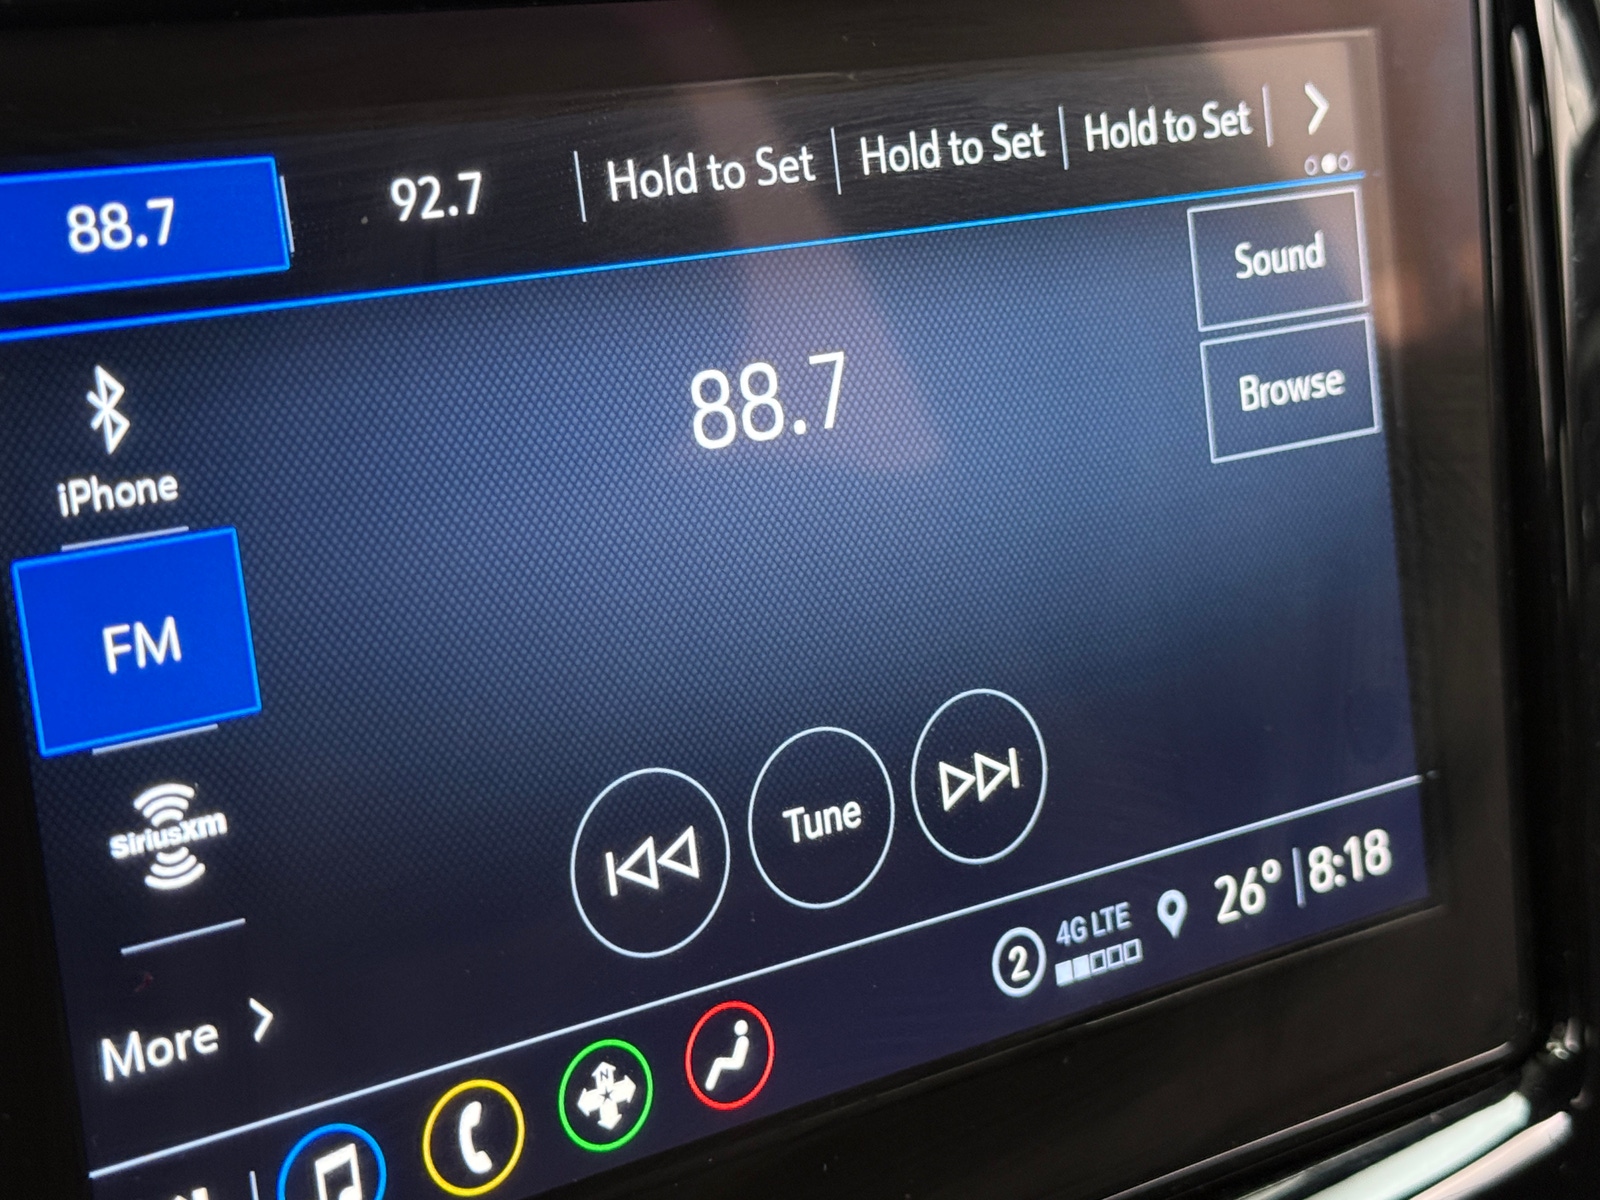 88.7
92.7
Hold to Set
Hold to Set
Hold to Set
Sound
88.7
Browse
iPhone
FM
SiriusXM
Tune
More
2
4G LTE
26°
8:18
N